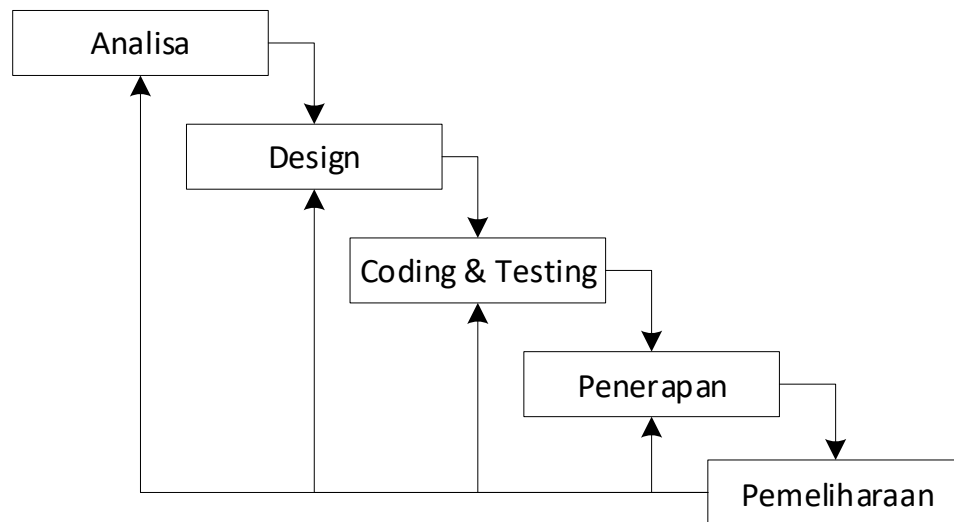 Analisa
Design
Coding & Testing
Penerapan
Pemeliharaan